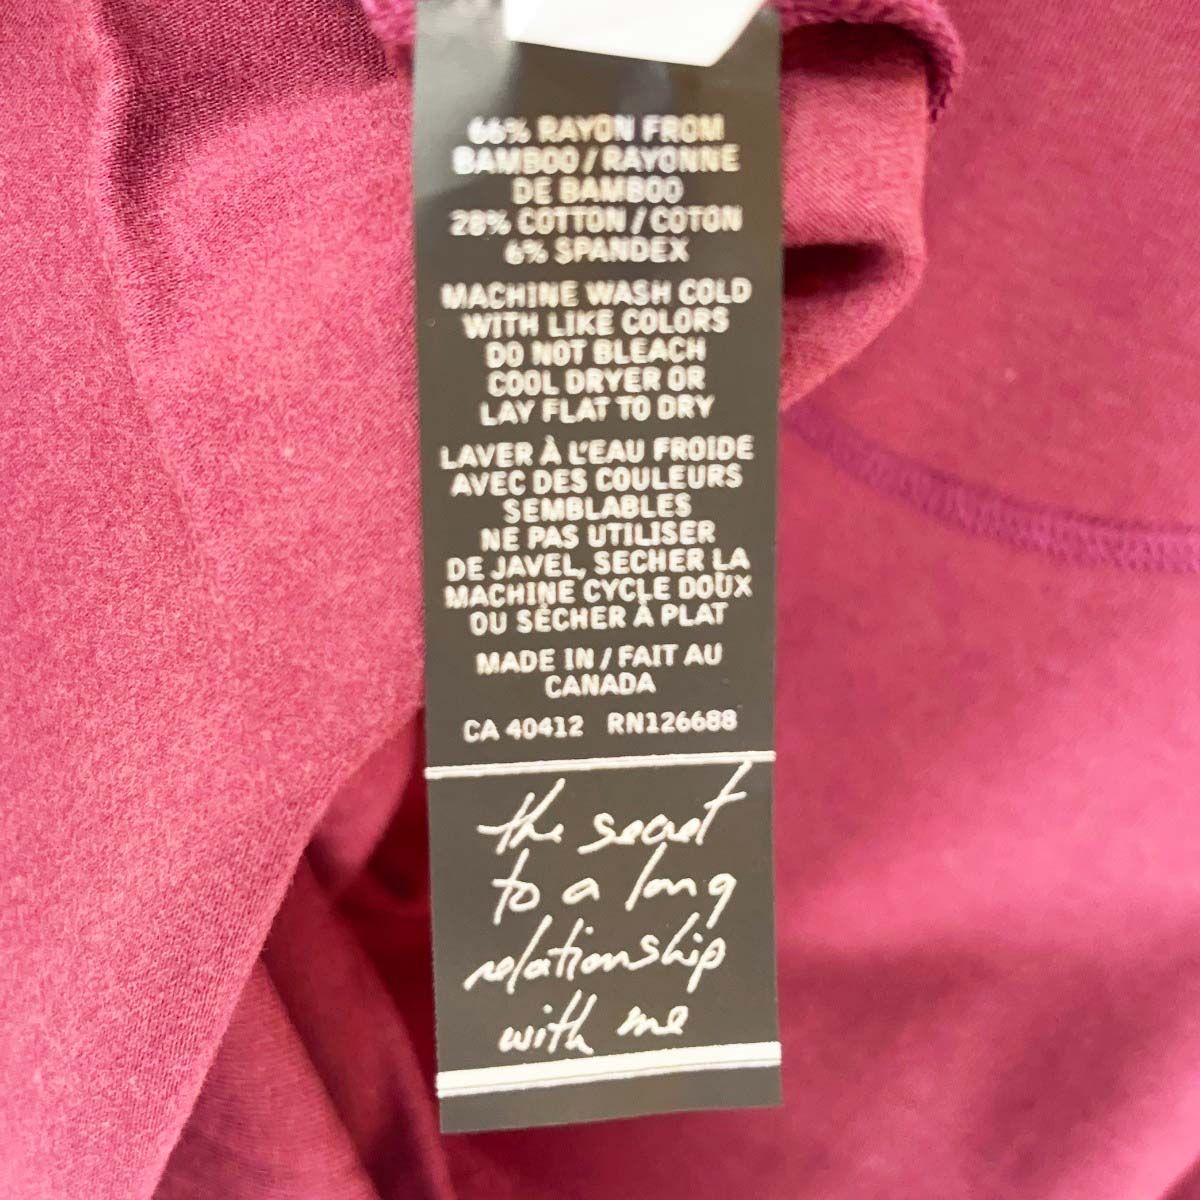 66% RAYON FROM
BAMBOO / RAYONNE
DE BAMBOO
28% COTTON / COTON
6% SPANDEX
MACHINE WASH COLD
WITH LIKE COLORS
DO NOT BLEACH
COOL DRYER OR
LAY FLAT TO DRY
LAVER À L'EAU FROIDE
AVEC DES COULEURS
SEMBLABLES
NE PAS UTILISER
DE JAVEL, SECHER LA
MACHINE CYCLE DOUX
OU SÉCHER À PLAT
MADE IN / FAIT AU
CANADA
CA 40412 RN126688
the secret
to a long
relationship
with me